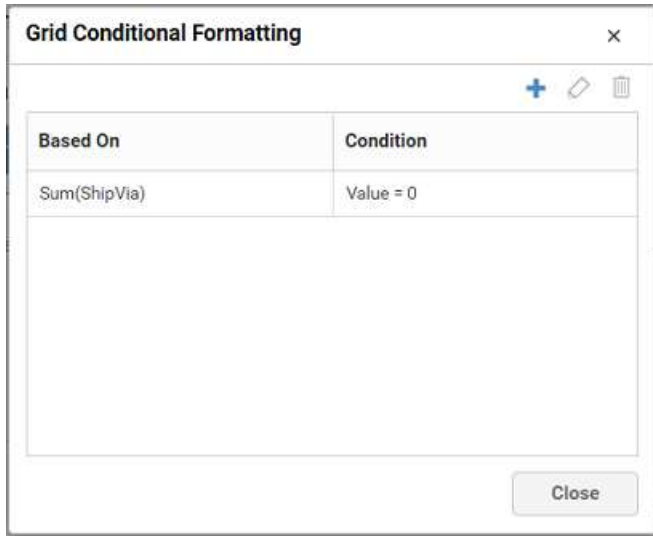 Grid Conditional Formatting
Based On Condition
Sum(ShipVia) Value = 0
Close